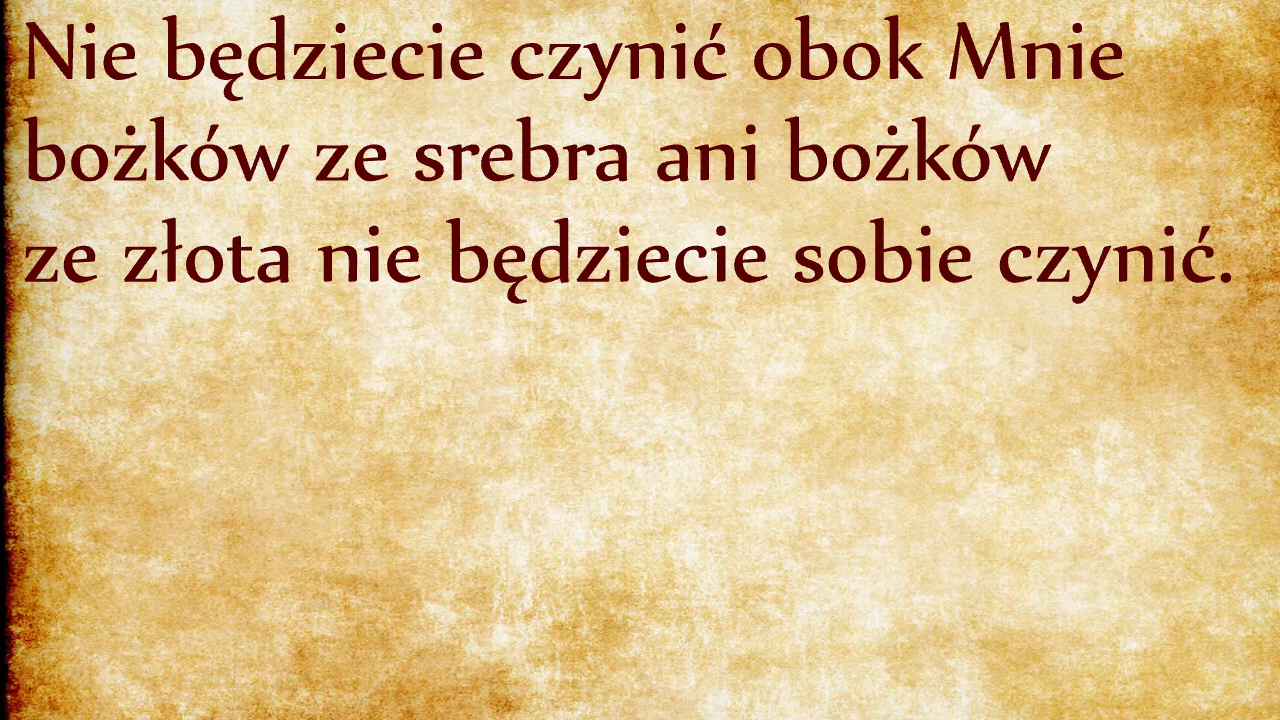 Nie będziecie czynić obok Mnie
bożków ze srebra ani bożków
ze złota nie będziecie sobie czynić.